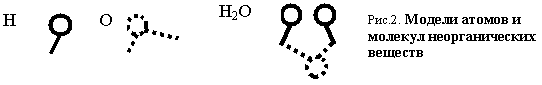 H
O
H₂O
Рис.2. Модели атомов и
молекул неорганических
веществ